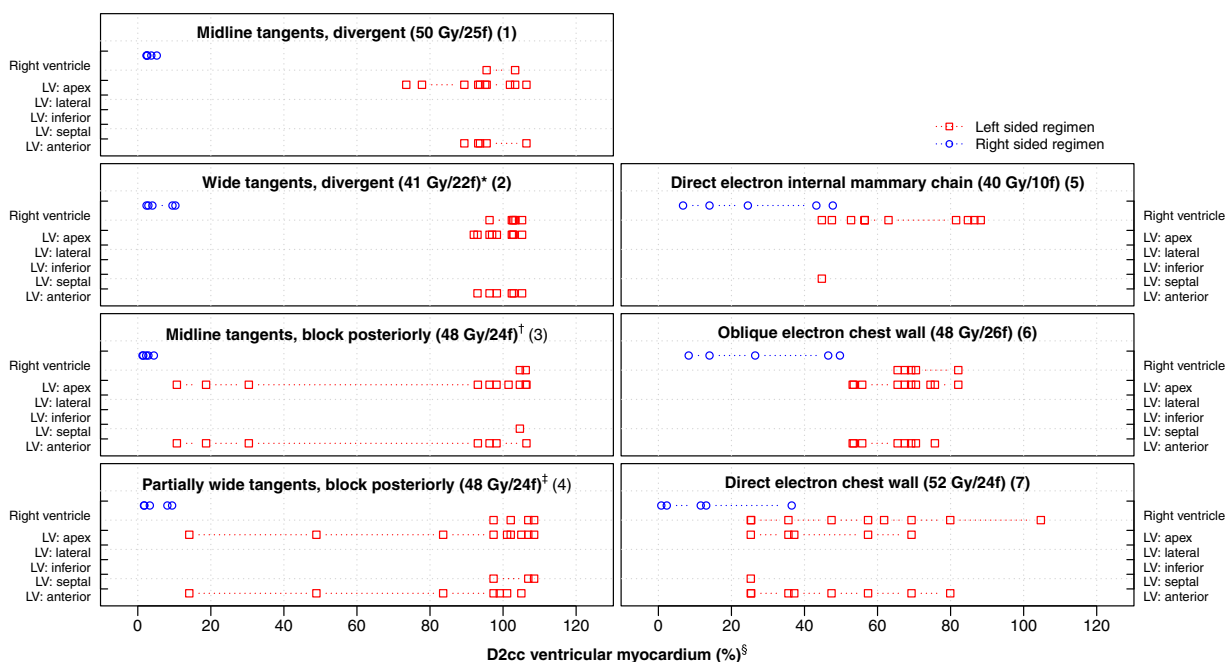 Midline tangents, divergent (50 Gy/25f) (1)
Right ventricle
LV: apex
LV: lateral
LV: inferior
LV: septal
LV: anterior
Left sided regimen
Right sided regimen
Wide tangents, divergent (41 Gy/22f)* (2)
Right ventricle
LV: apex
LV: lateral
LV: inferior
LV: septal
LV: anterior
Direct electron internal mammary chain (40 Gy/10f) (5)
Right ventricle
LV: apex
LV: lateral
LV: inferior
LV: septal
LV: anterior
Midline tangents, block posteriorly (48 Gy/24f)† (3)
Right ventricle
LV: apex
LV: lateral
LV: inferior
LV: septal
LV: anterior
Oblique electron chest wall (48 Gy/26f) (6)
Right ventricle
LV: apex
LV: lateral
LV: inferior
LV: septal
LV: anterior
Partially wide tangents, block posteriorly (48 Gy/24f)‡ (4)
Right ventricle
LV: apex
LV: lateral
LV: inferior
LV: septal
LV: anterior
0 20 40 60 80 100 120
Direct electron chest wall (52 Gy/24f) (7)
Right ventricle
LV: apex
LV: lateral
LV: inferior
LV: septal
LV: anterior
0 20 40 60 80 100 120
D2cc ventricular myocardium (%)§